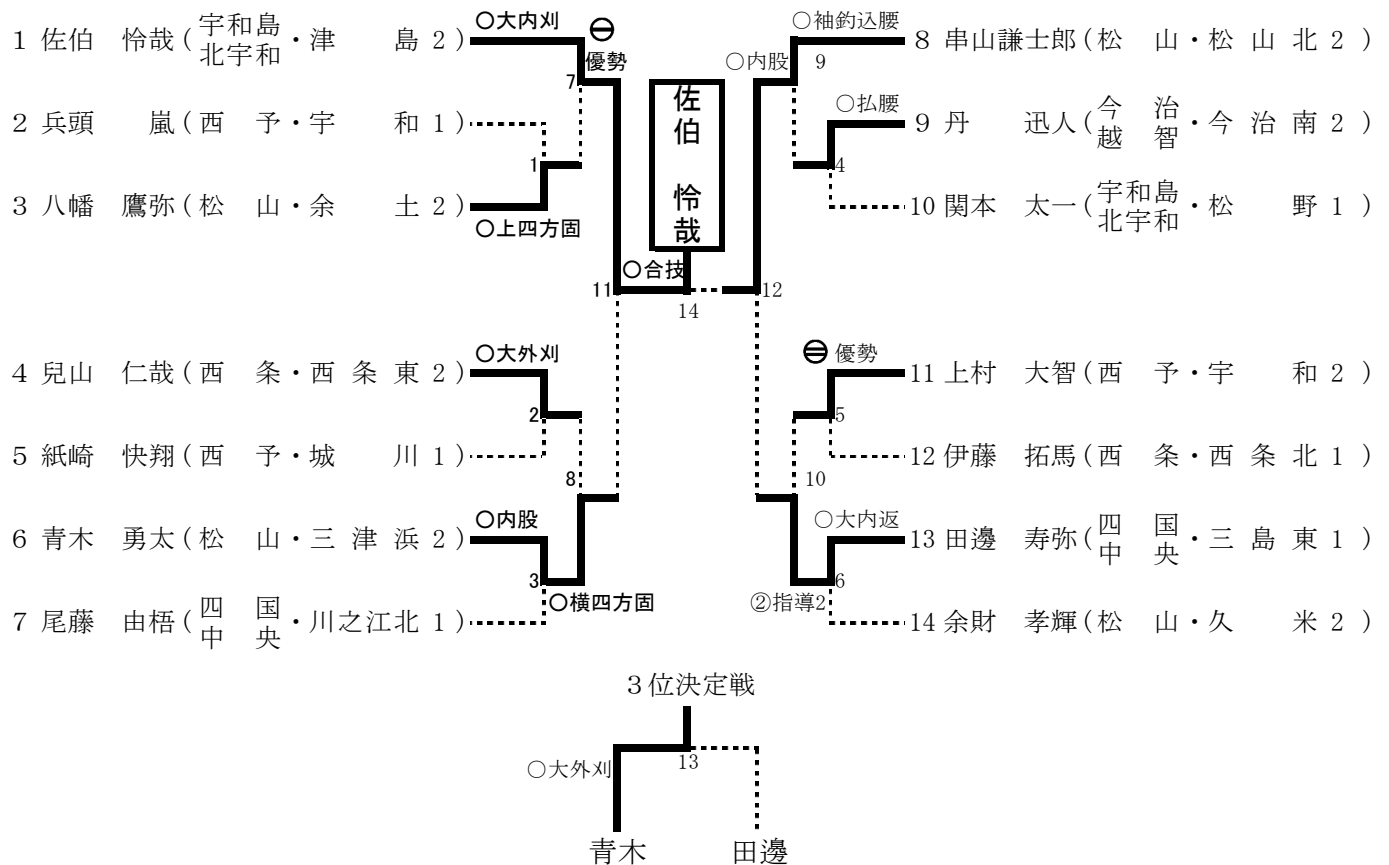 1 佐伯 怜哉(宇和島北宇和・津 島 2)
○大内刈
優勢
7
2 兵頭 嵐(西 予・宇 和 1)
1
3 八幡 鷹弥(松 山・余 土 2)
○上四方固
11
4 兒山 仁哉(西 条・西 条 東 2)
○大外刈
2
5 紙崎 快翔(西 予・城 川 1)
8
6 青木 勇太(松 山・三 津 浜 2)
○内股
3
○横四方固
7 尾藤 由梧(四国中央・川之江北 1)
佐伯 怜哉
○合技
14
○袖釣込腰
8 串山謙士郎(松 山・松 山 北 2)
○内股
9
○払腰
9 丹 迅人(今治越智・今 治 南 2)
4
10 関本 太一(宇和島北宇和・松 野 1)
12
優勢
11 上村 大智(西 予・宇 和 2)
5
12 伊藤 拓馬(西 条・西 条 北 1)
10
○大内返
13 田邊 寿弥(四国中央・三 島 東 1)
6
②指導2
14 余財 孝輝(松 山・久 米 2)
3位決定戦
○大外刈
13
青木 田邊